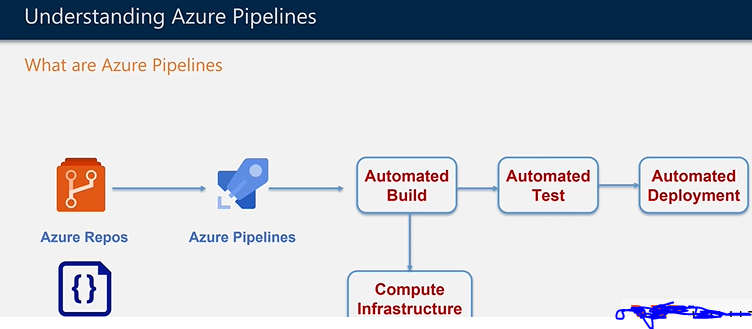 Understanding Azure Pipelines
What are Azure Pipelines
Automated
Build
Automated
Test
Automated
Deployment
Azure Repos
Azure Pipelines
{}
Compute
Infrastructure